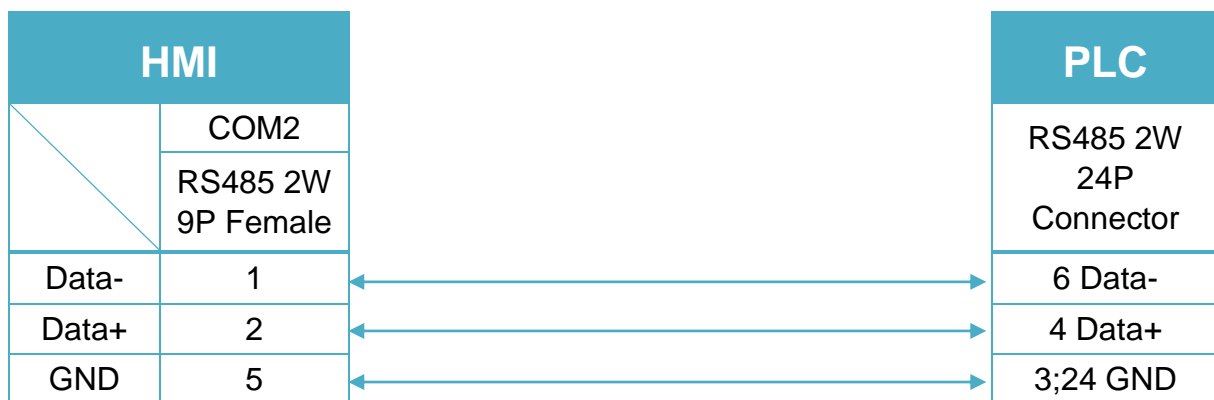 HMI
PLC
COM2
RS485 2W
9P Female
RS485 2W
24P
Connector
Data- 1 6 Data-
Data+ 2 4 Data+
GND 5 3;24 GND